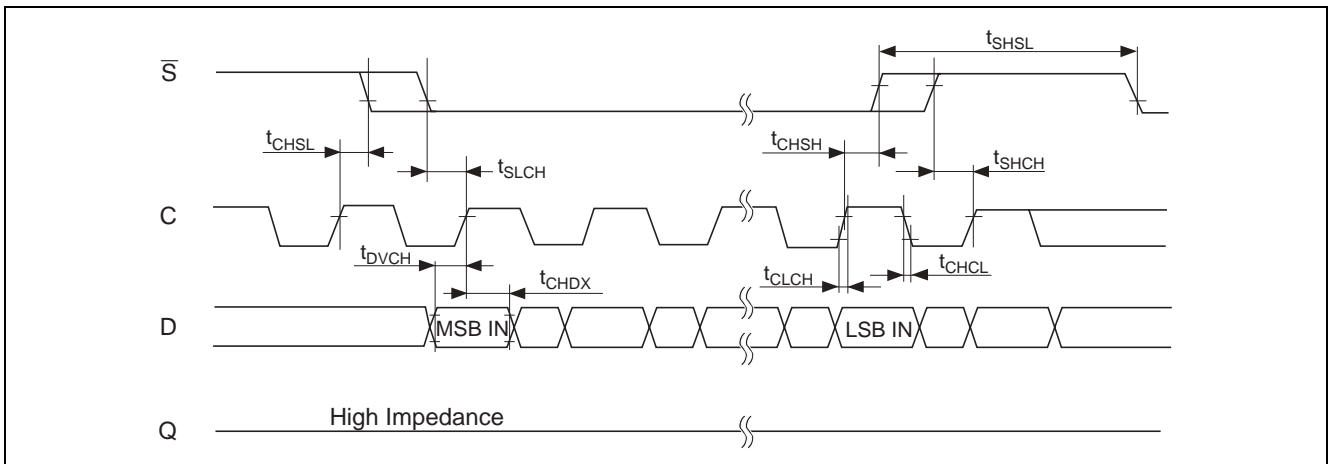 tSHSL
S̅
tCHSL
tSLCH
tCHSH
tSHCH
C
tDVCH
tCHDX
tCLCH
tCHCL
D
MSB IN
LSB IN
High Impedance
Q